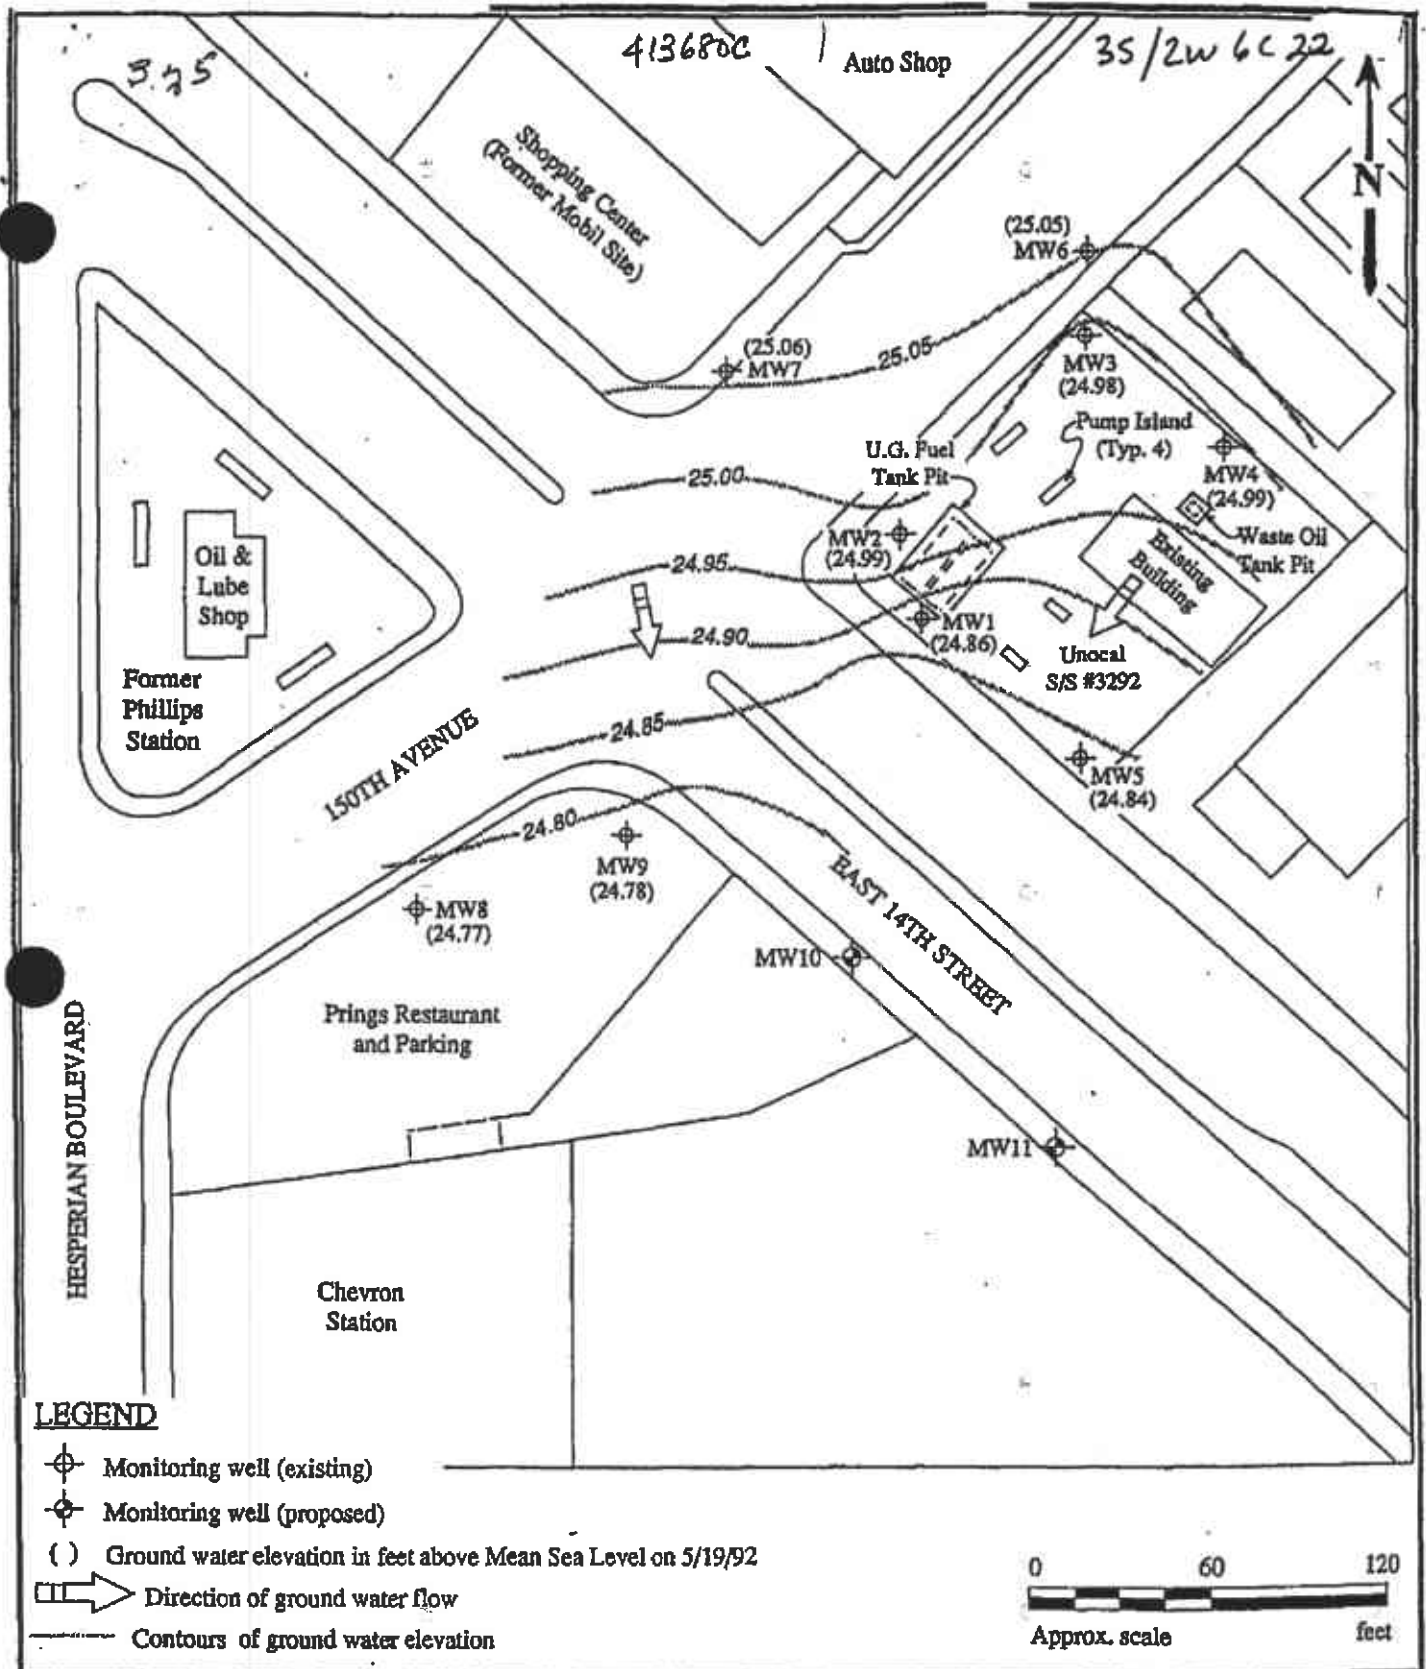 413680C
Auto Shop
3S/2W 6C 22
N
Shopping Center
(Former Mobil Site)
(25.05)
MW6
(25.06)
MW7
25.05
MW3
(24.98)
Pump Island
(Typ. 4)
U.G. Fuel
Tank Pit
MW4
(24.99)
25.00
MW2
(24.99)
Waste Oil
Tank Pit
Existing
Building
Oil &
Lube
Shop
24.95
24.90
MW1
(24.86)
Unocal
S/S #3292
Former
Phillips
Station
24.85
150TH AVENUE
MW5
(24.84)
24.80
MW9
(24.78)
EAST 14TH STREET
MW8
(24.77)
MW10
Prings Restaurant
and Parking
HESPERIAN BOULEVARD
MW11
Chevron
Station
LEGEND
Monitoring well (existing)
Monitoring well (proposed)
( ) Ground water elevation in feet above Mean Sea Level on 5/19/92
Direction of ground water flow
Contours of ground water elevation
0 60 120
Approx. scale feet